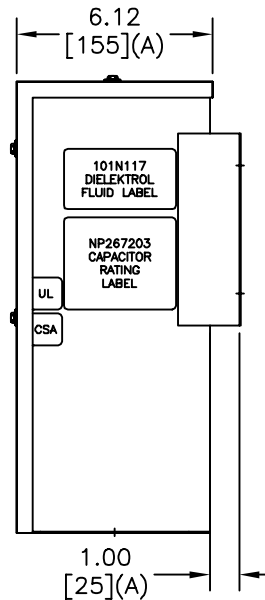 6.12
[155](A)
101N117
DIELEKTROL
FLUID LABEL
NP267203
CAPACITOR
RATING
LABEL
UL
CSA
1.00
[25](A)